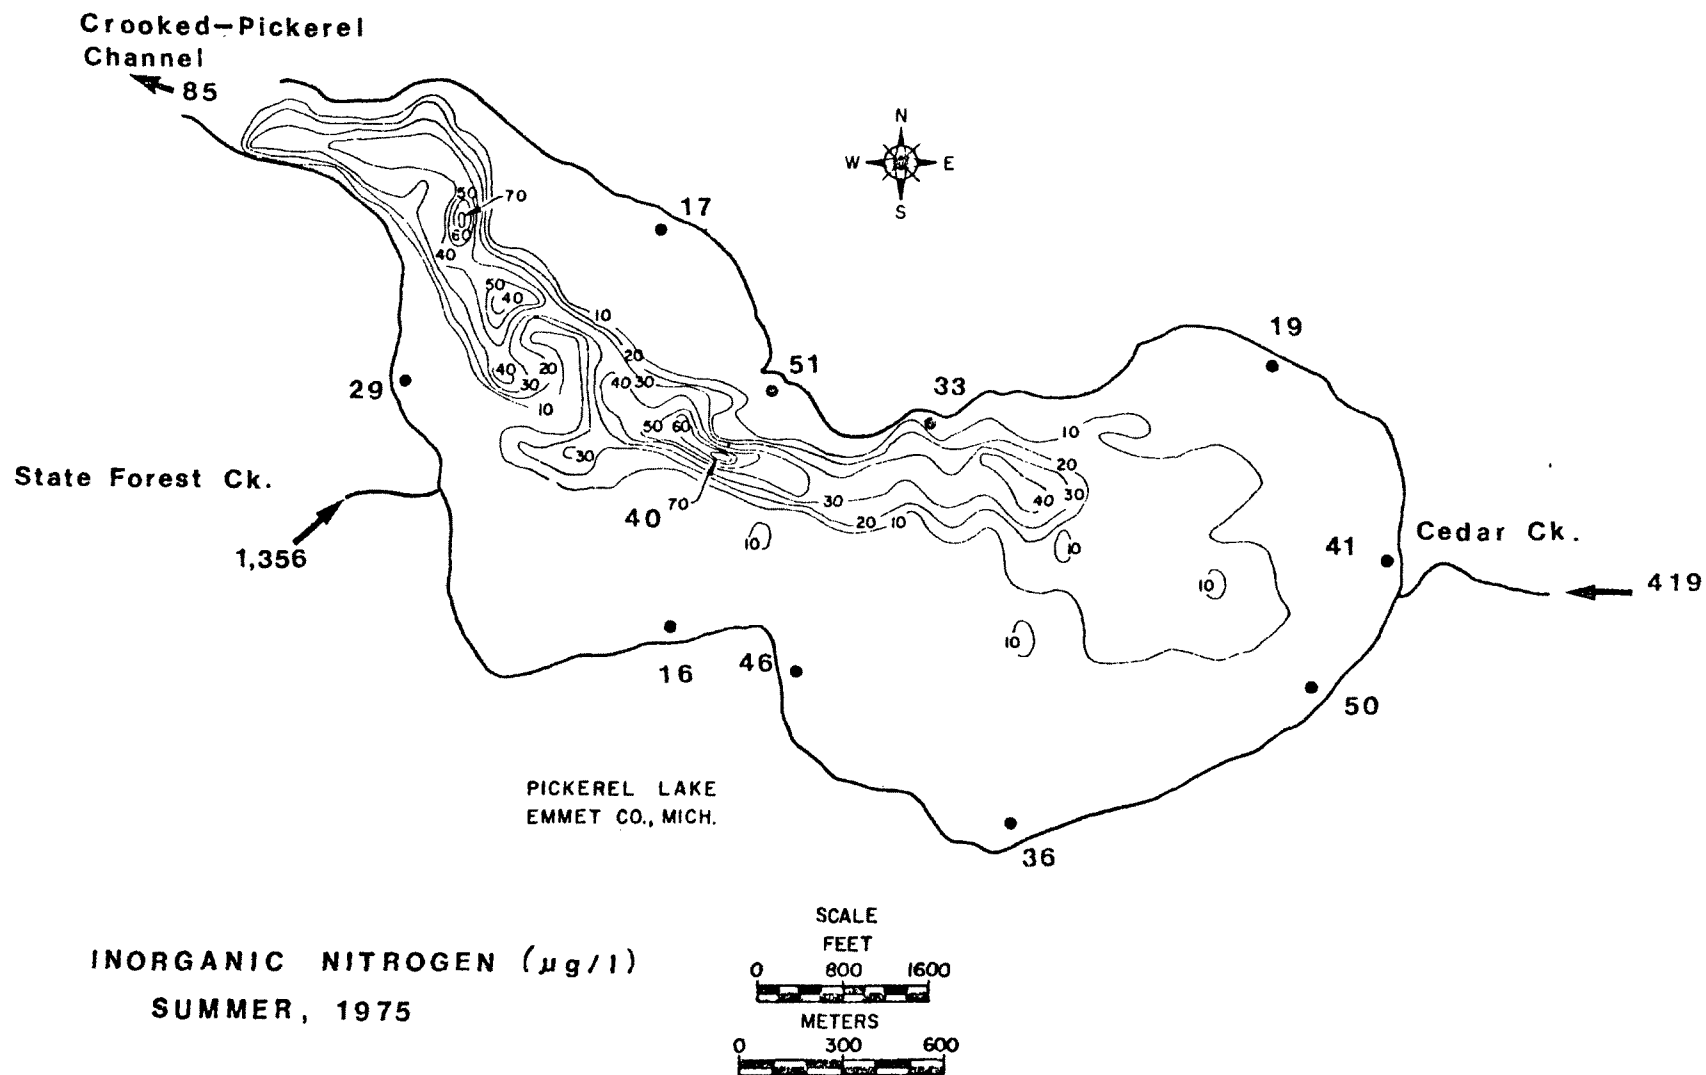 Crooked-Pickerel
Channel
85
N
W E
S
17
50 70
60
40
50
40
10
19
20
51
29
40 20
30
40 30
33
10
10
50 60
30
20
30
40
State Forest Ck.
70
40
30
20 10
10
10
Cedar Ck.
41
1,356
10
419
10
16
46
50
PICKEREL LAKE
EMMET CO., MICH.
36
SCALE
FEET
0 800 1600
METERS
0 300 600
INORGANIC NITROGEN (µg/l)
SUMMER, 1975